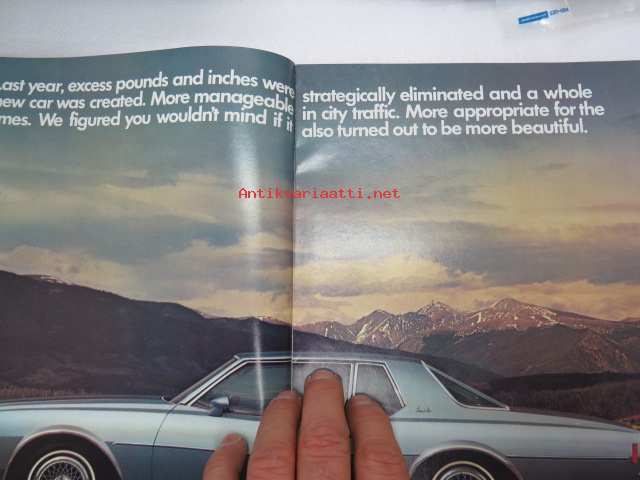 Last year, excess pounds and inches were strategically eliminated and a whole
new car was created. More manageable in city traffic. More appropriate for the
mes. We figured you wouldn't mind if it also turned out to be more beautiful.
Antikvariaatti.net